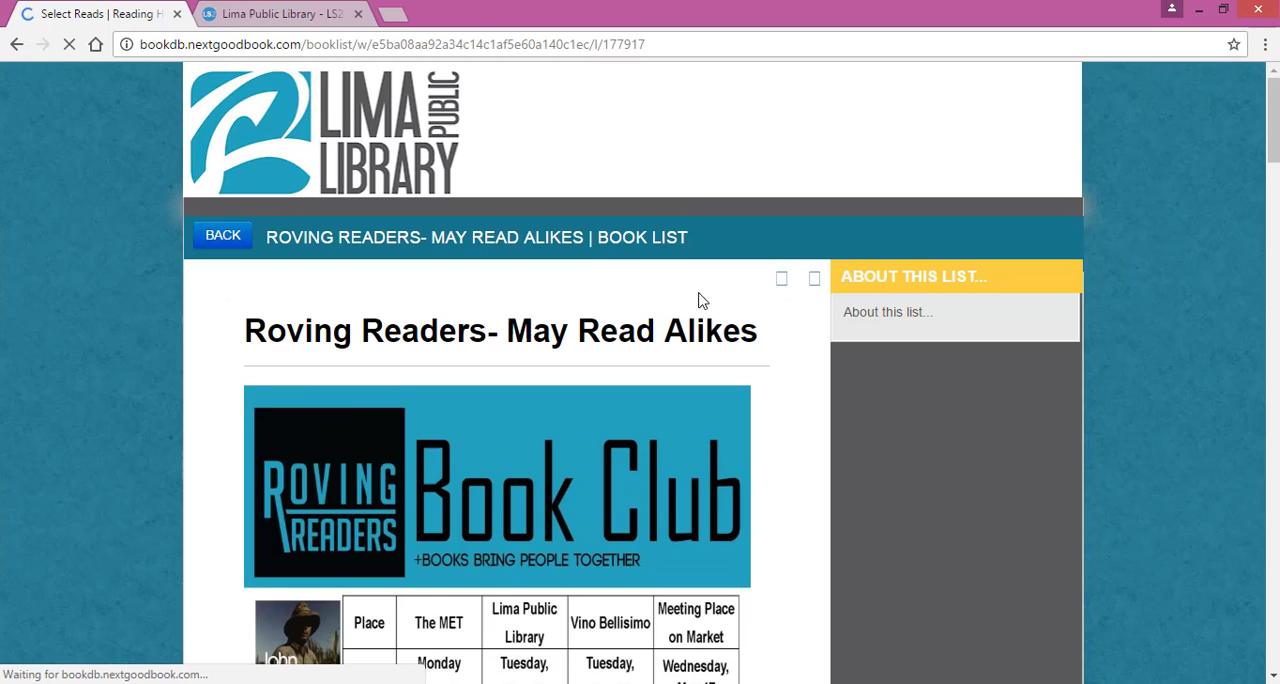 Select Reads | Reading H
Lima Public Library - LS2
bookdb.nextgoodbook.com/booklist/w/e5ba08aa92a34c14c1af5e60a140c1ec/l/177917
LIMA PUBLIC
LIBRARY
BACK
ROVING READERS- MAY READ ALIKES | BOOK LIST
ABOUT THIS LIST...
About this list...
Roving Readers- May Read Alikes
ROVING
READERS
Book Club
+BOOKS BRING PEOPLE TOGETHER
Place
The MET
Lima Public
Library
Vino Bellisimo
Meeting Place
on Market
John
Monday
Tuesday,
Tuesday,
Wednesday,
Waiting for bookdb.nextgoodbook.com...